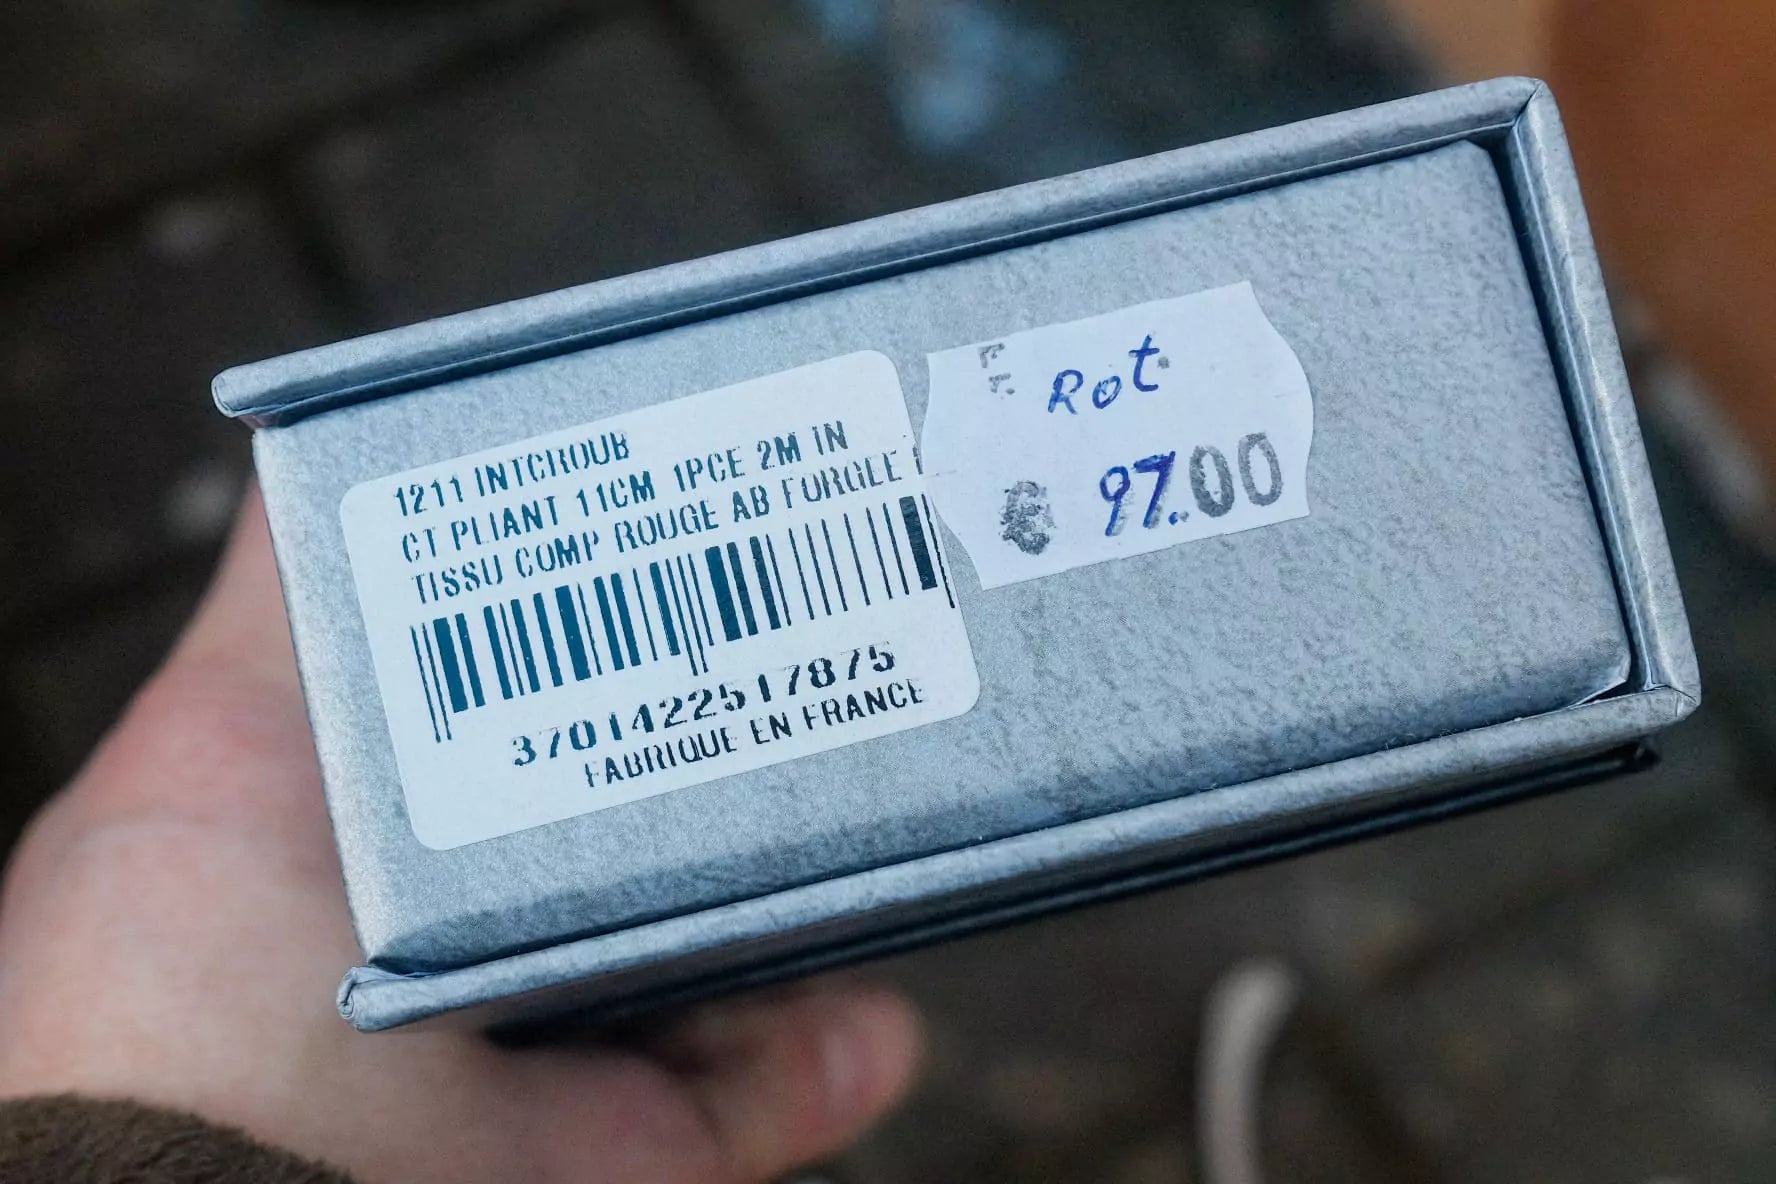 1211 INTCROUB
CT PLIANT 11CM 1PCE 2M IN
TISSU COMP ROUGE AB FORGEE
3701422517875
FABRIQUE EN FRANCE
Rot
€ 97.00